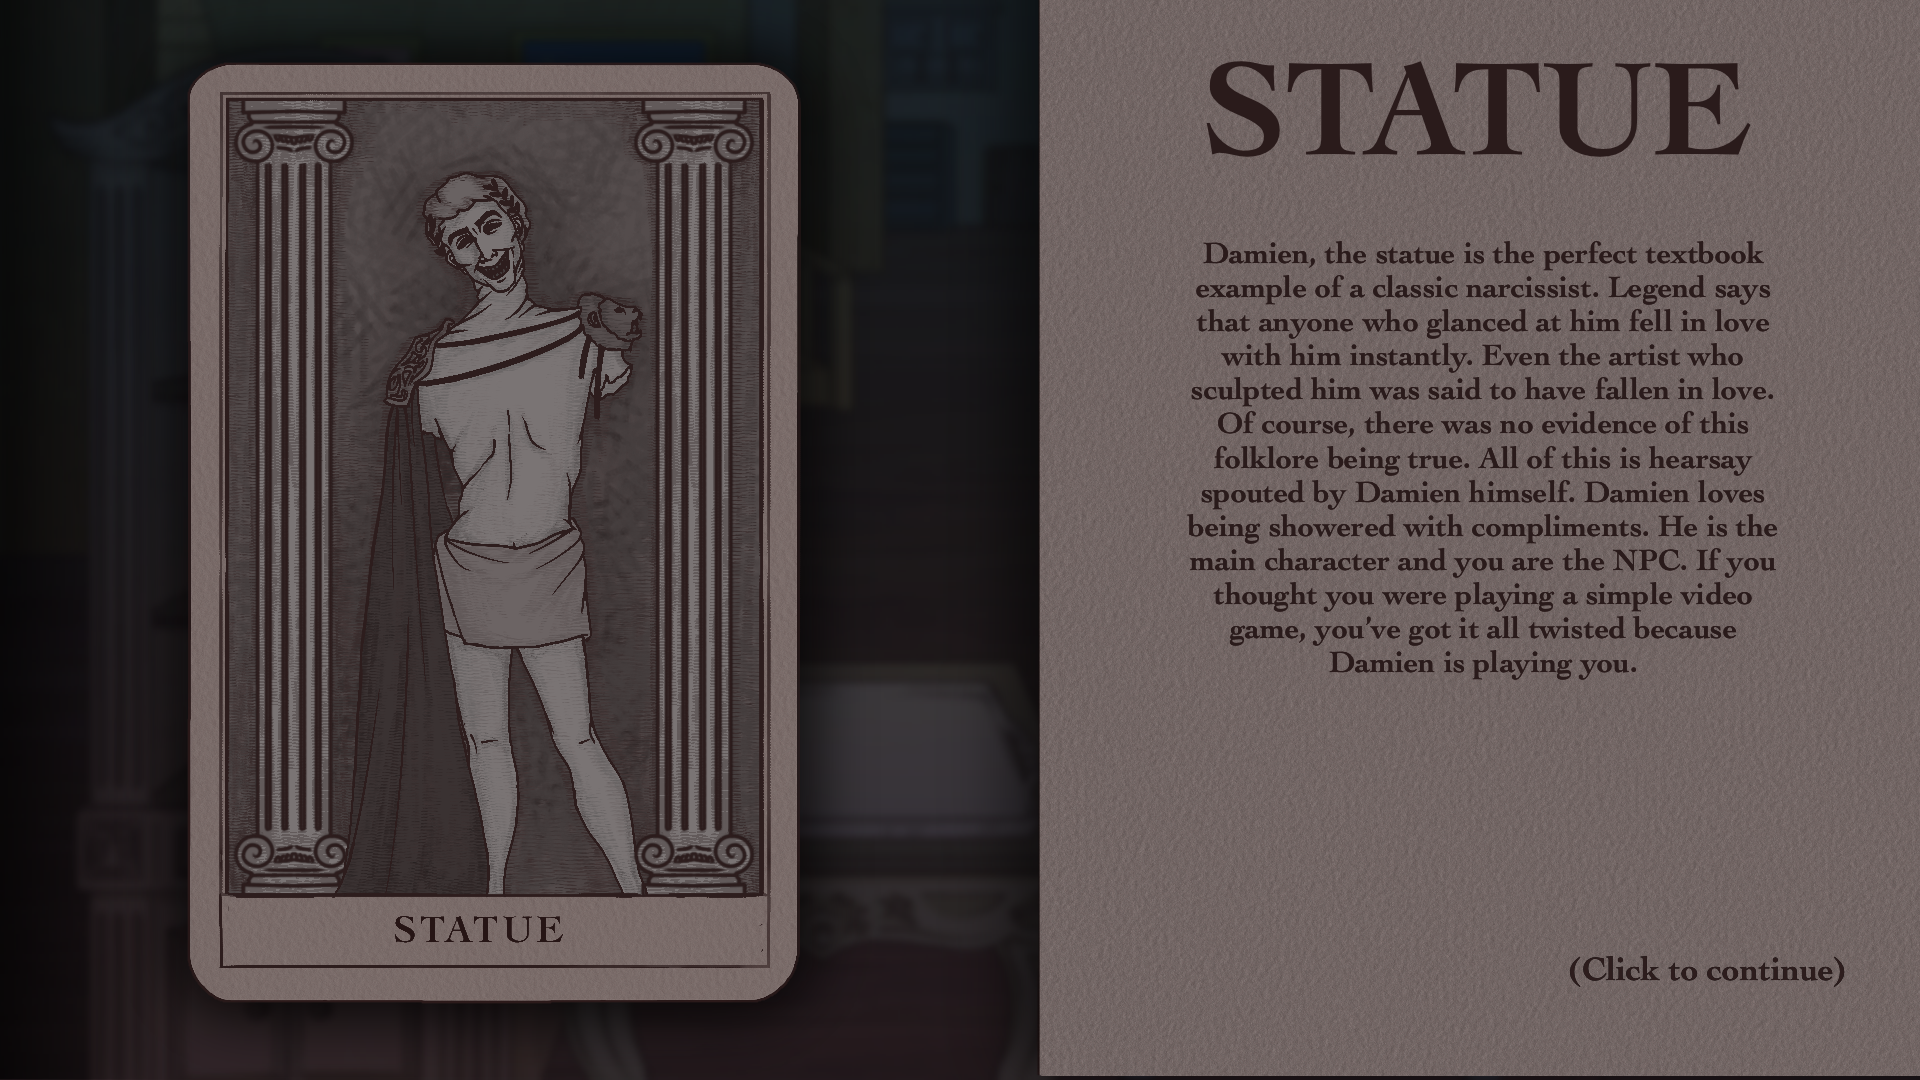 STATUE
STATUE
Damien, the statue is the perfect textbook
example of a classic narcissist. Legend says
that anyone who glanced at him fell in love
with him instantly. Even the artist who
sculpted him was said to have fallen in love.
Of course, there was no evidence of this
folklore being true. All of this is hearsay
spouted by Damien himself. Damien loves
being showered with compliments. He is the
main character and you are the NPC. If you
thought you were playing a simple video
game, you've got it all twisted because
Damien is playing you.
(Click to continue)